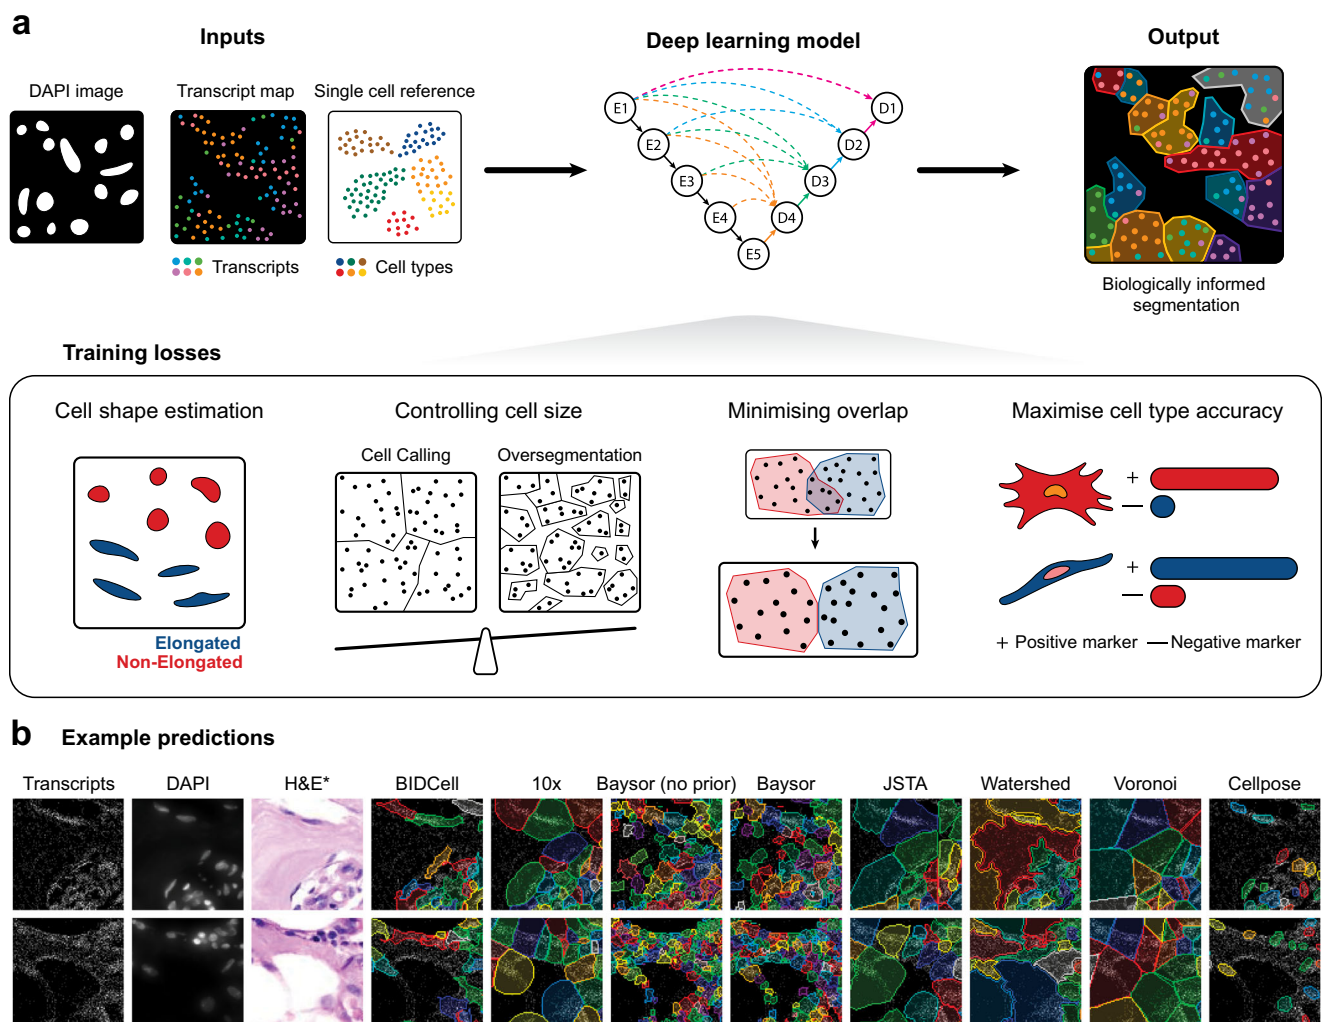 a
Inputs
Deep learning model
Output
DAPI image
Transcript map
Single cell reference
E1
E2
E3
E4
E5
D4
D3
D2
D1
Transcripts
Cell types
Biologically informed
segmentation
Training losses
Cell shape estimation
Controlling cell size
Minimising overlap
Maximise cell type accuracy
Cell Calling
Oversegmentation
+
—
+
—
Elongated
Non-Elongated
+ Positive marker — Negative marker
b
Example predictions
Transcripts
DAPI
H&E*
BIDCell
10x
Baysor (no prior)
Baysor
JSTA
Watershed
Voronoi
Cellpose